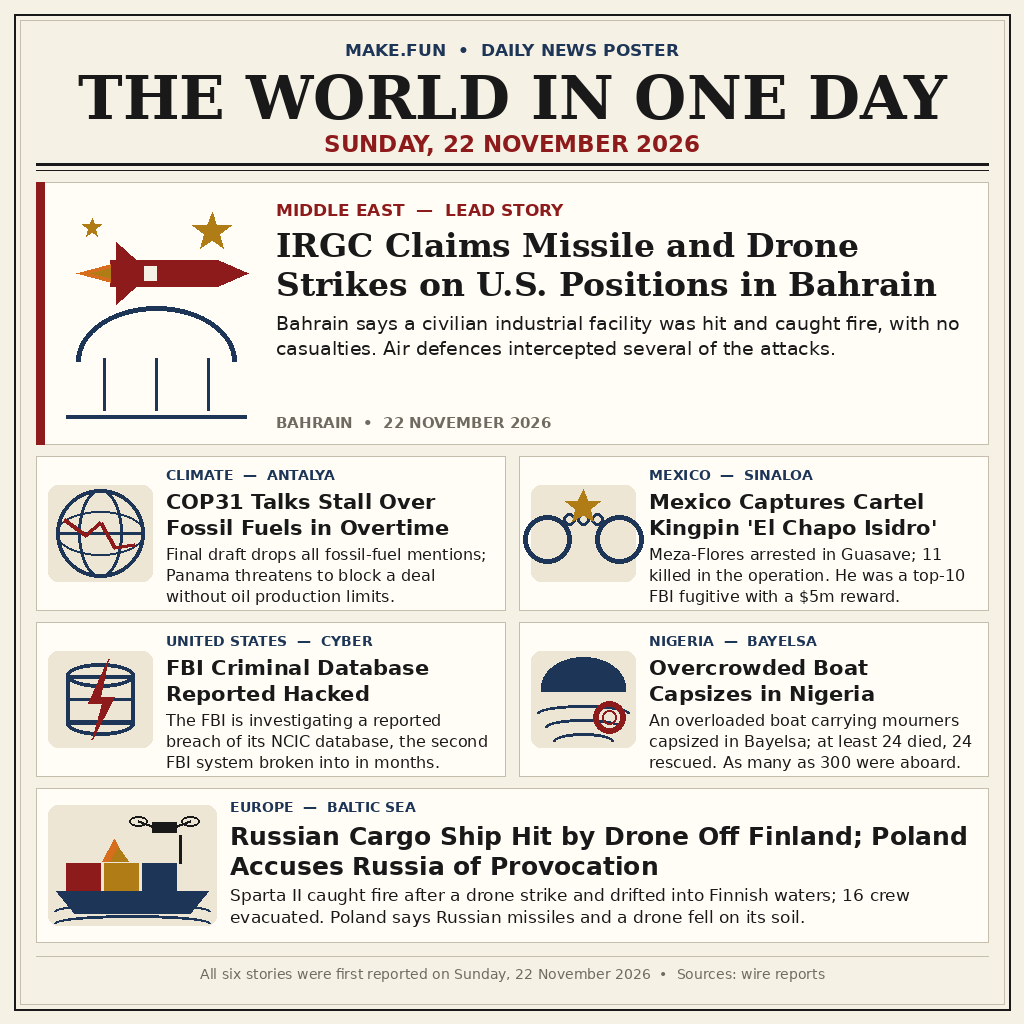 MAKE.FUN • DAILY NEWS POSTER
THE WORLD IN ONE DAY
SUNDAY, 22 NOVEMBER 2026
MIDDLE EAST — LEAD STORY
IRGC Claims Missile and Drone
Strikes on U.S. Positions in Bahrain
Bahrain says a civilian industrial facility was hit and caught fire, with no
casualties. Air defences intercepted several of the attacks.
BAHRAIN • 22 NOVEMBER 2026
CLIMATE — ANTALYA
COP31 Talks Stall Over
Fossil Fuels in Overtime
Final draft drops all fossil-fuel mentions;
Panama threatens to block a deal
without oil production limits.
MEXICO — SINALOA
Mexico Captures Cartel
Kingpin 'El Chapo Isidro'
Meza-Flores arrested in Guasave; 11
killed in the operation. He was a top-10
FBI fugitive with a $5m reward.
UNITED STATES — CYBER
FBI Criminal Database
Reported Hacked
The FBI is investigating a reported
breach of its NCIC database, the second
FBI system broken into in months.
NIGERIA — BAYELSA
Overcrowded Boat
Capsizes in Nigeria
An overloaded boat carrying mourners
capsized in Bayelsa; at least 24 died, 24
rescued. As many as 300 were aboard.
EUROPE — BALTIC SEA
Russian Cargo Ship Hit by Drone Off Finland; Poland
Accuses Russia of Provocation
Sparta II caught fire after a drone strike and drifted into Finnish waters; 16 crew
evacuated. Poland says Russian missiles and a drone fell on its soil.
All six stories were first reported on Sunday, 22 November 2026 • Sources: wire reports